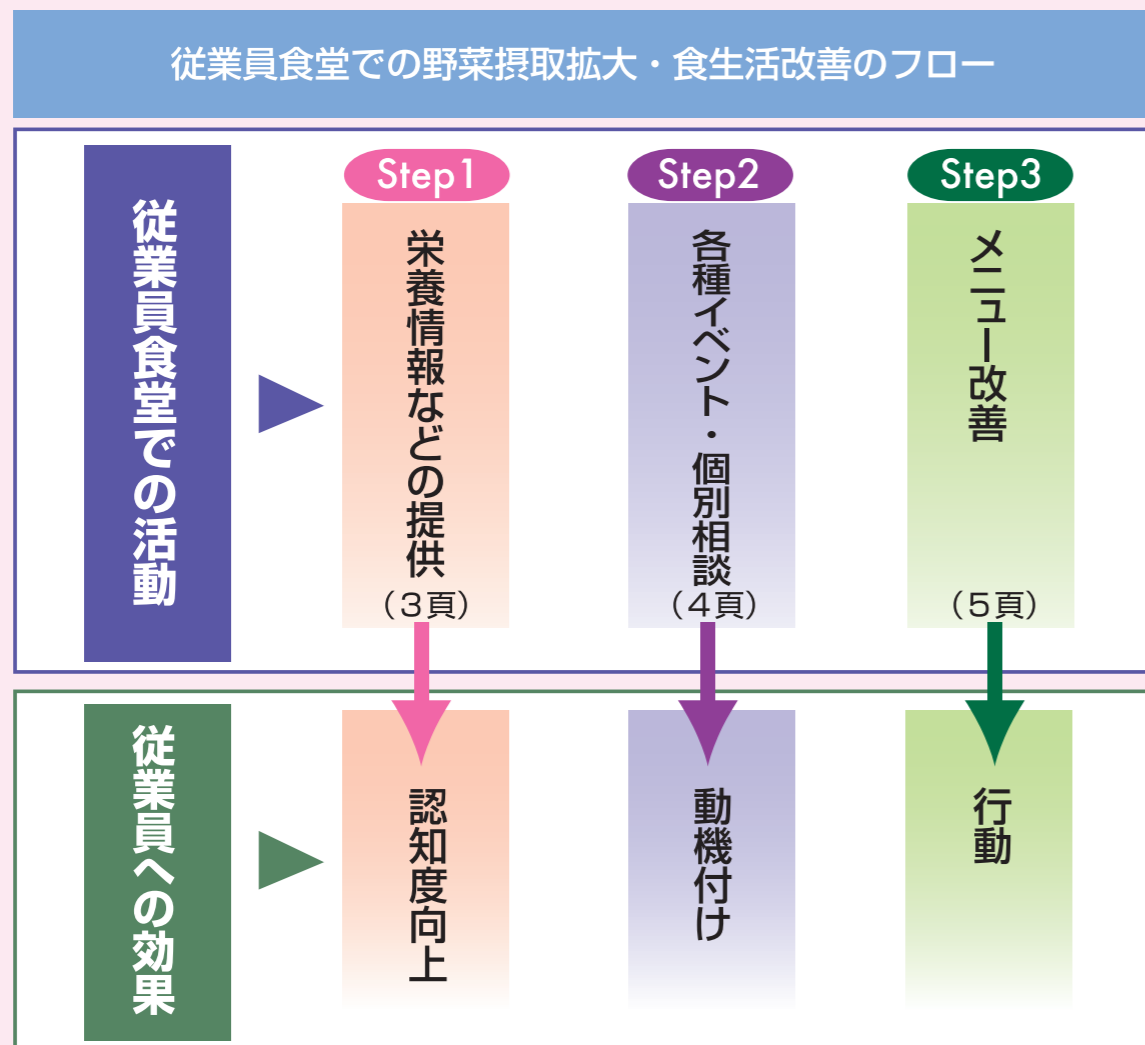 従業員食堂での野菜摂取拡大・食生活改善のフロー
従業員食堂での活動
Step1
栄養情報などの提供
（3頁）
Step2
各種イベント・個別相談
（4頁）
Step3
メニュー改善
（5頁）
従業員への効果
認知度向上
動機付け
行動